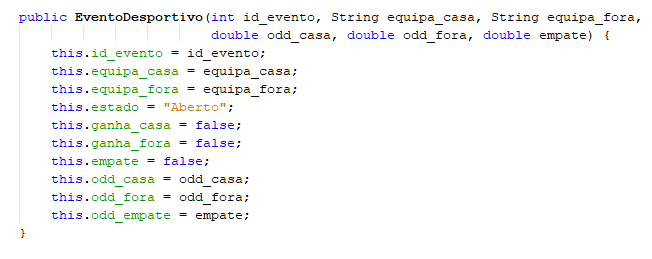 public EventoDesportivo(int id_evento, String equipa_casa, String equipa_fora,
double odd_casa, double odd_fora, double empate) {
this.id_evento = id_evento;
this.equipa_casa = equipa_casa;
this.equipa_fora = equipa_fora;
this.estado = "Aberto";
this.ganha_casa = false;
this.ganha_fora = false;
this.empate = false;
this.odd_casa = odd_casa;
this.odd_fora = odd_fora;
this.odd_empate = empate;
}